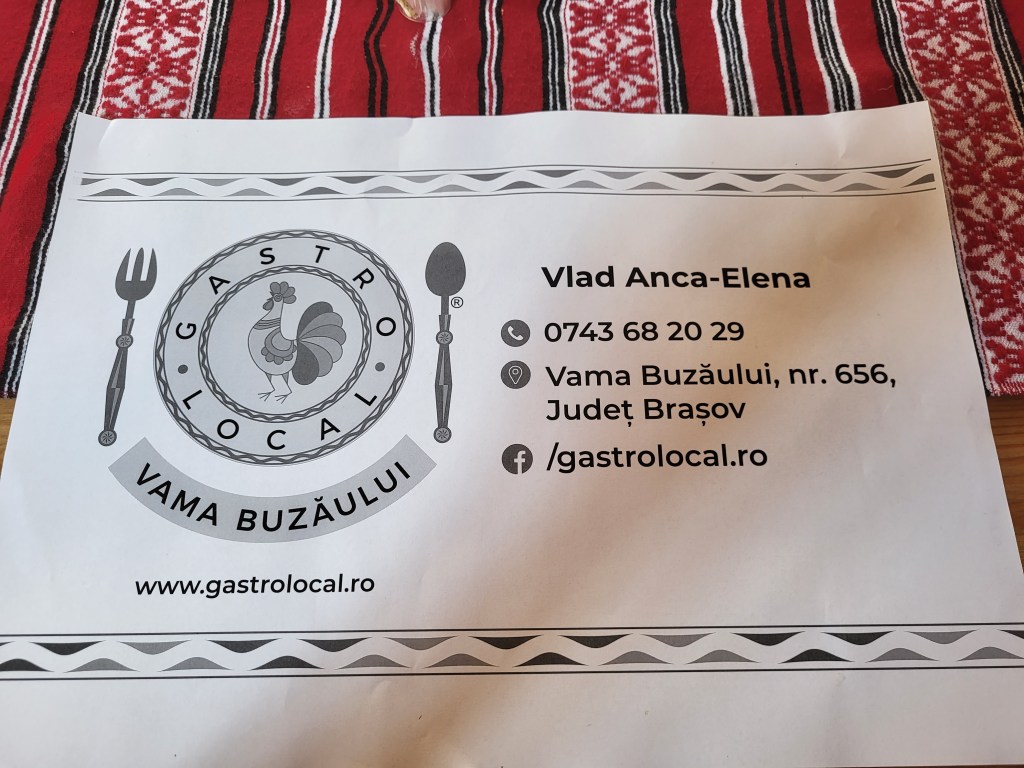 GASTRO
LOCAL
®
VAMA BUZĂULUI
www.gastrolocal.ro
Vlad Anca-Elena
0743 68 20 29
Vama Buzăului, nr. 656,
Județ Brașov
/gastrolocal.ro